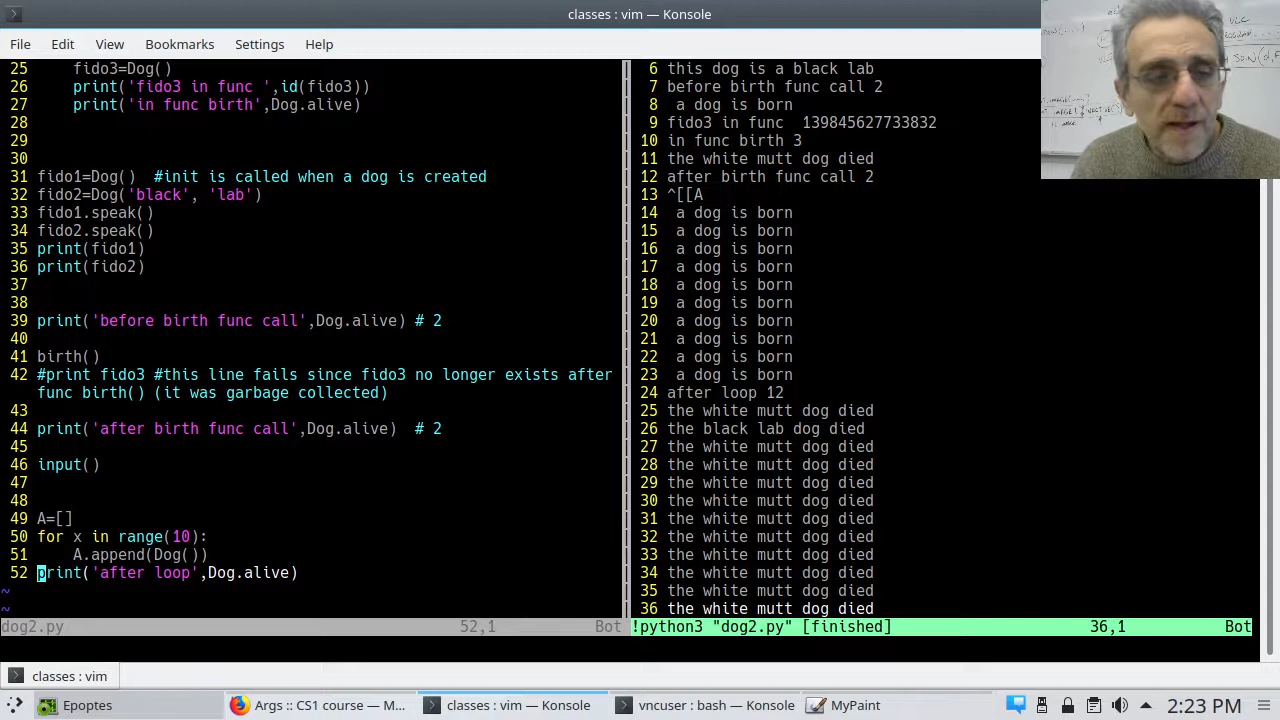 classes : vim — Konsole
File Edit View Bookmarks Settings Help
25 fido3=Dog()
26 print('fido3 in func ',id(fido3))
27 print('in func birth',Dog.alive)
28
29
30
31 fido1=Dog() #init is called when a dog is created
32 fido2=Dog('black', 'lab')
33 fido1.speak()
34 fido2.speak()
35 print(fido1)
36 print(fido2)
37
38
39 print('before birth func call',Dog.alive) # 2
40
41 birth()
42 #print fido3 #this line fails since fido3 no longer exists after
func birth() (it was garbage collected)
43
44 print('after birth func call',Dog.alive) # 2
45
46 input()
47
48
49 A=[]
50 for x in range(10):
51 A.append(Dog())
52 print('after loop',Dog.alive)
~
~
dog2.py 52,1 Bot
6 this dog is a black lab
7 before birth func call 2
8 a dog is born
9 fido3 in func 139845627733832
10 in func birth 3
11 the white mutt dog died
12 after birth func call 2
13 ^[[A
14 a dog is born
15 a dog is born
16 a dog is born
17 a dog is born
18 a dog is born
19 a dog is born
20 a dog is born
21 a dog is born
22 a dog is born
23 a dog is born
24 after loop 12
25 the white mutt dog died
26 the black lab dog died
27 the white mutt dog died
28 the white mutt dog died
29 the white mutt dog died
30 the white mutt dog died
31 the white mutt dog died
32 the white mutt dog died
33 the white mutt dog died
34 the white mutt dog died
35 the white mutt dog died
36 the white mutt dog died
!python3 "dog2.py" [finished] 36,1 Bot
classes : vim
Epoptes
Args :: CS1 course — M...
classes : vim — Konsole
vncuser : bash — Konsole
MyPaint
2:23 PM